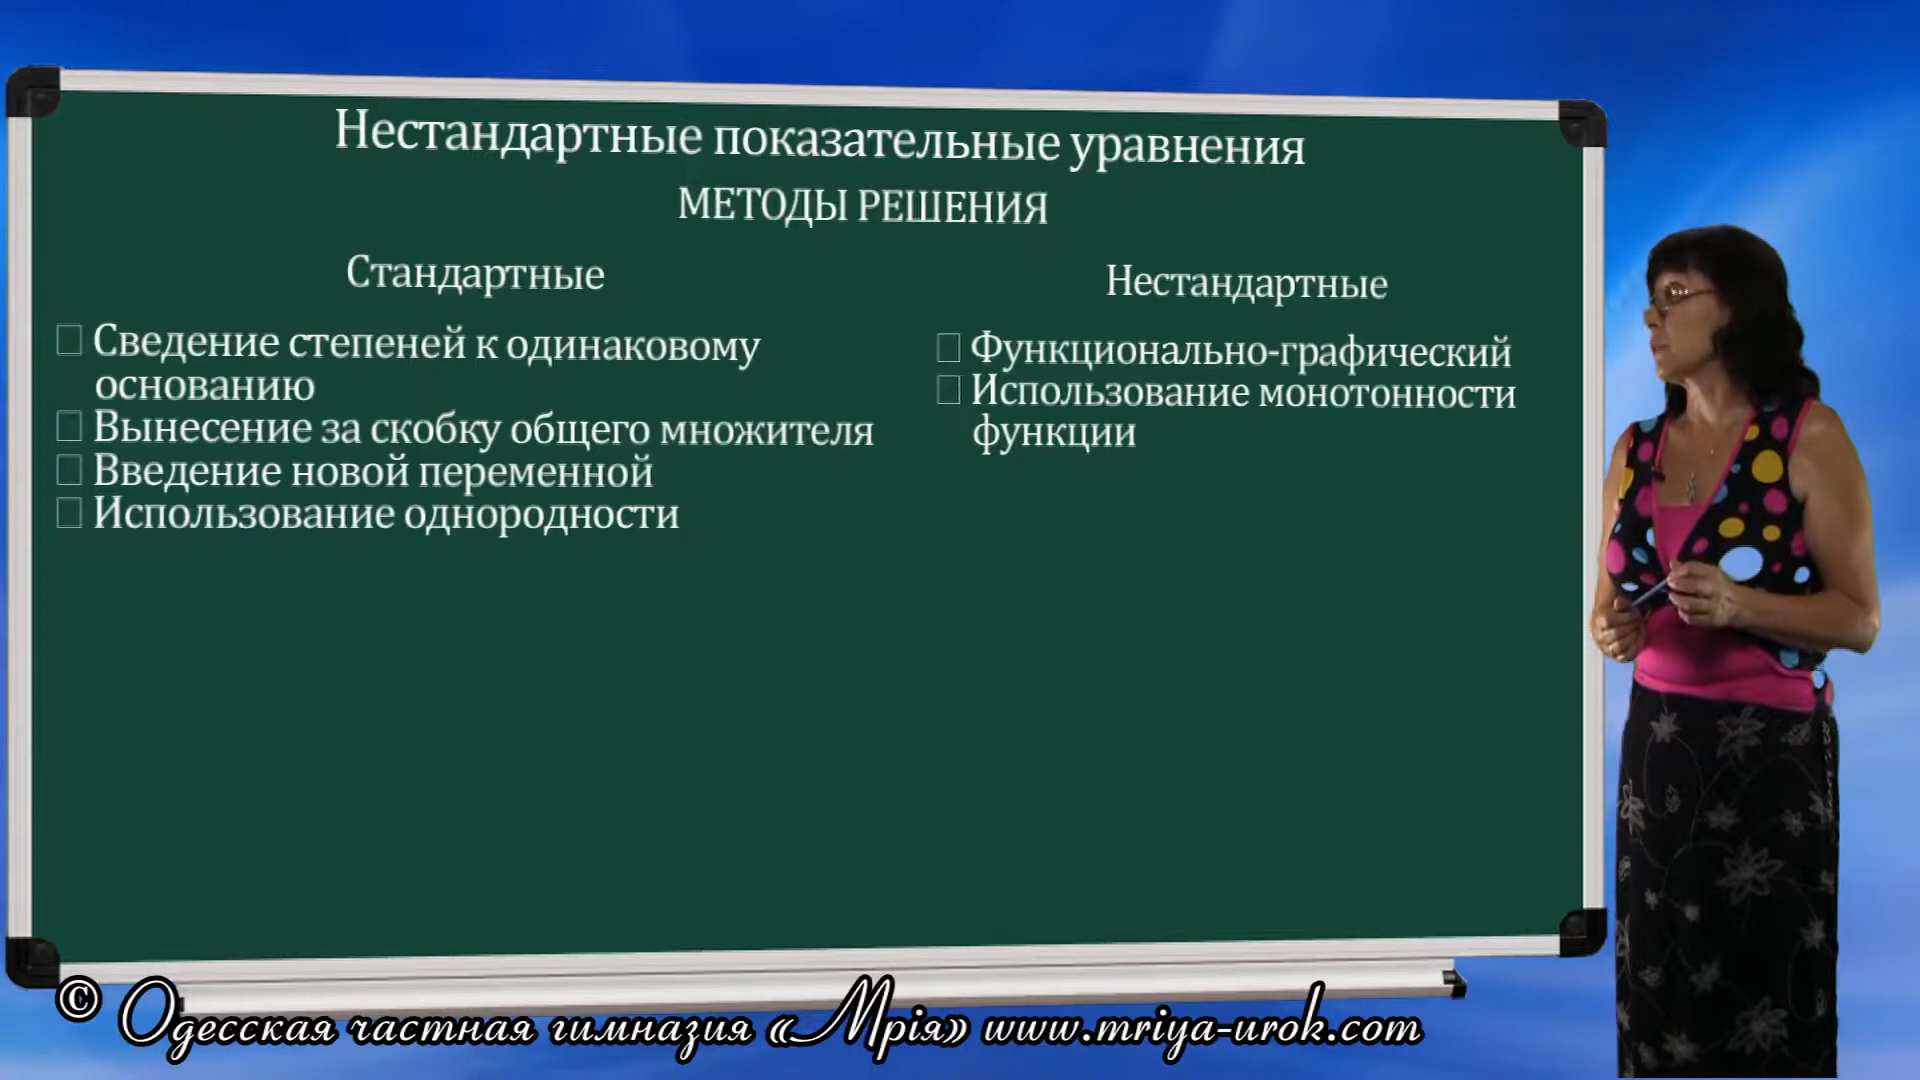 Нестандартные показательные уравнения
МЕТОДЫ РЕШЕНИЯ
Стандартные
Сведение степеней к одинаковому
основанию
Вынесение за скобку общего множителя
Введение новой переменной
Использование однородности
Нестандартные
Функционально-графический
Использование монотонности
функции
© Одесская частная гимназия «Мрія» www.mriya-urok.com